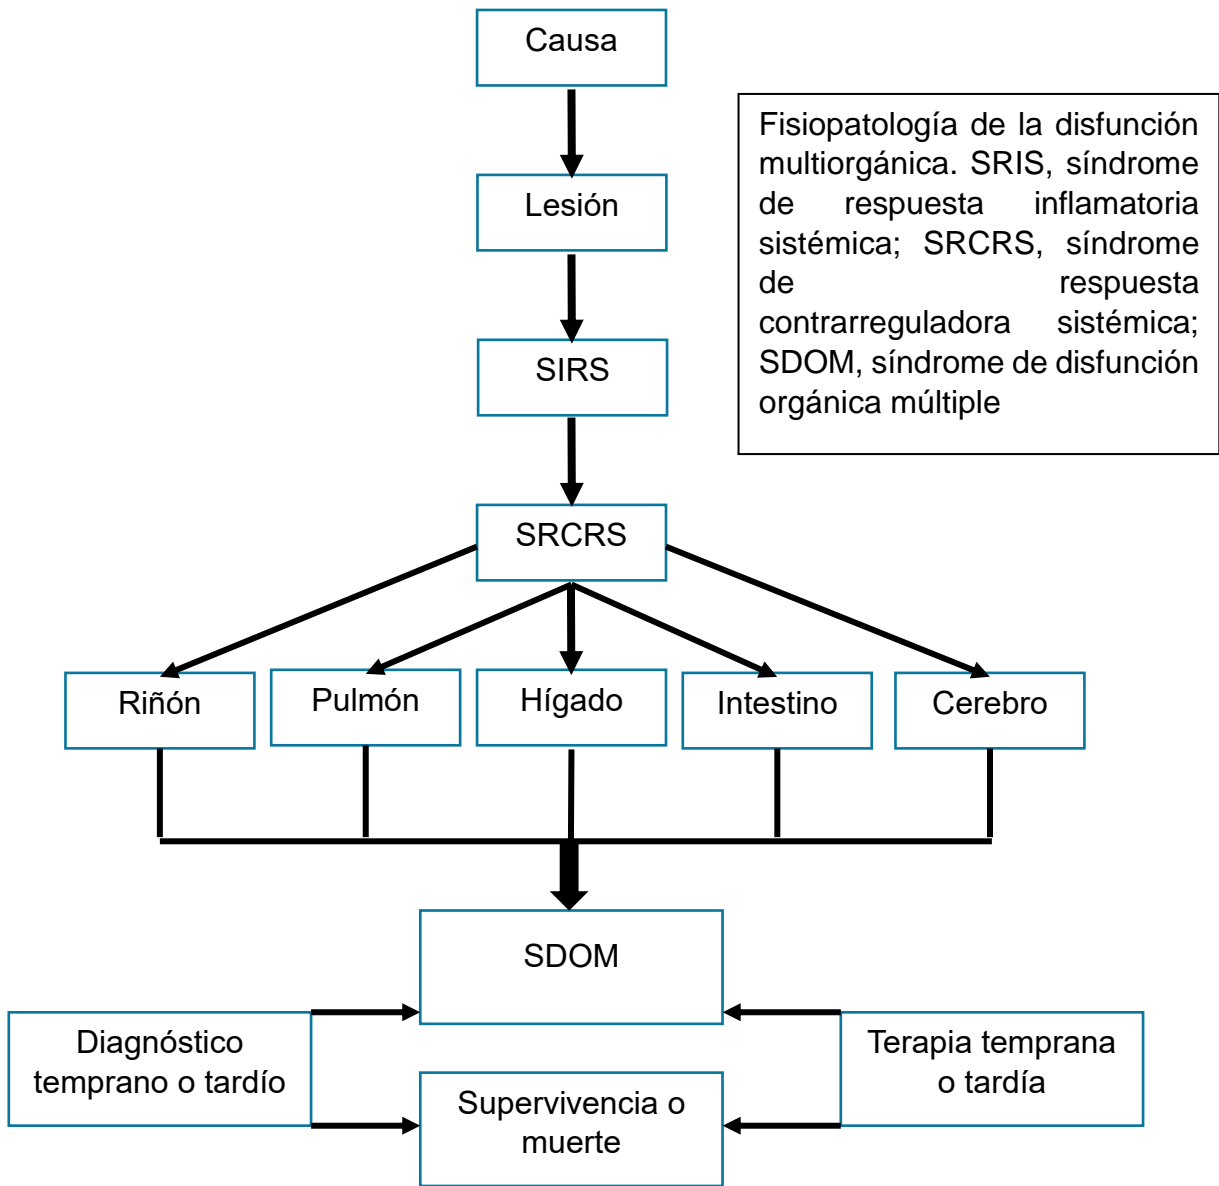 Causa
Fisiopatología de la disfunción
multiorgánica. SRIS, síndrome
de respuesta inflamatoria
sistémica; SRCRS, síndrome
de respuesta
contrarreguladora sistémica;
SDOM, síndrome de disfunción
orgánica múltiple
Lesión
SIRS
SRCRS
Riñón
Pulmón
Hígado
Intestino
Cerebro
SDOM
Diagnóstico
temprano o tardío
Terapia temprana
o tardía
Supervivencia o
muerte